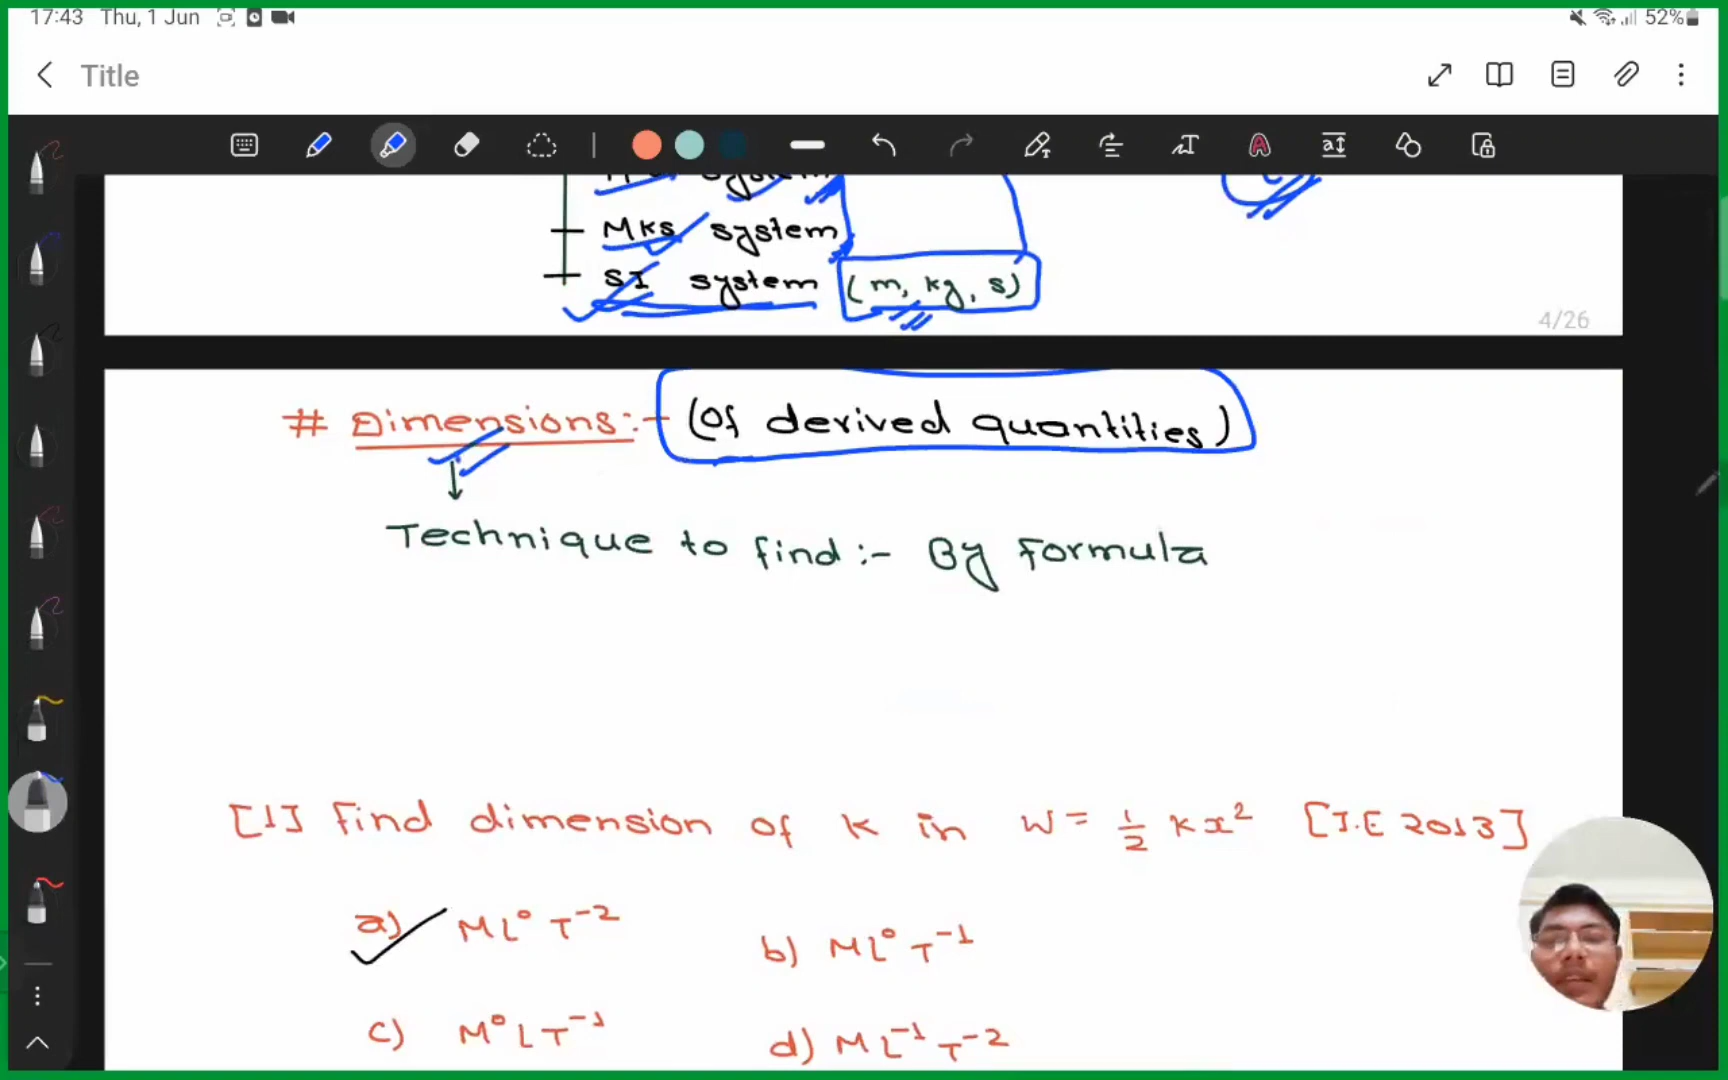 17:43 Thu, 1 Jun 52%
Title
system
MKS system
SI system (m, kg, s)
4/26
# Dimensions:- (Of derived quantities)
Technique to find :- By Formula
[1] Find dimension of K in W = 1/2 Kx² [I.E 2013]
a) ML⁰T⁻² b) ML⁰T⁻¹
c) M⁰LT⁻¹ d) ML⁻¹T⁻²